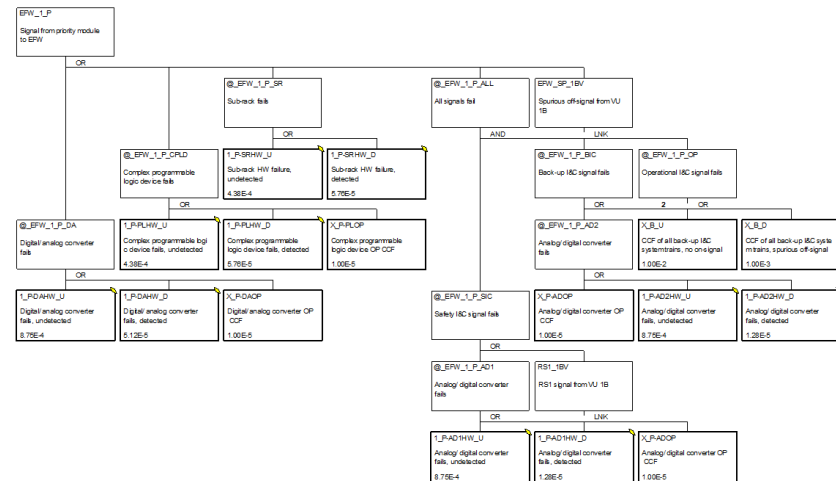 EFW_1_P
Signal from priority module
to EFW
OR
@_EFW_1_P_SR
Sub-rack fails
@_EFW_1_P_ALL
All signals fail
EFW_SP_1BV
Spurious off-signal from VU
1B
OR
AND
LNK
@_EFW_1_P_CPLD
Complex programmable
logic device fails
1_P-SRHW_U
Sub-rack HW failure,
undetected
4.38E-4
1_P-SRHW_D
Sub-rack HW failure,
detected
5.76E-5
@_EFW_1_P_BIC
Back-up I&C signal fails
@_EFW_1_P_OP
Operational I&C signal fails
OR
OR
2
OR
@_EFW_1_P_DA
Digital/analog converter
fails
1_P-PLHW_U
Complex programmable logi
c device fails, undetected
4.38E-4
1_P-PLHW_D
Complex programmable
logic device fails, detected
5.76E-5
X_P-PLOP
Complex programmable
logic device OP CCF
1.00E-5
@_EFW_1_P_AD2
Analog/digital converter
fails
X_B_U
CCF of all back-up I&C
system trains, no on-signal
1.00E-2
X_B_D
CCF of all back-up I&C syste
m trains, spurious off-signal
1.00E-3
OR
OR
1_P-DAHW_U
Digital/analog converter
fails, undetected
8.75E-4
1_P-DAHW_D
Digital/analog converter
fails, detected
5.12E-5
X_P-DAOP
Digital/analog converter OP
CCF
1.00E-5
@_EFW_1_P_SIC
Safety I&C signal fails
X_P-ADOP
Analog/digital converter OP
CCF
1.00E-5
1_P-AD2HW_U
Analog/digital converter
fails, undetected
8.75E-4
1_P-AD2HW_D
Analog/digital converter
fails, detected
1.28E-5
OR
@_EFW_1_P_AD1
Analog/digital converter
fails
RS1_1BV
RS1 signal from VU 1B
OR
LNK
1_P-AD1HW_U
Analog/digital converter
fails, undetected
8.75E-4
1_P-AD1HW_D
Analog/digital converter
fails, detected
1.28E-5
X_P-ADOP
Analog/digital converter OP
CCF
1.00E-5